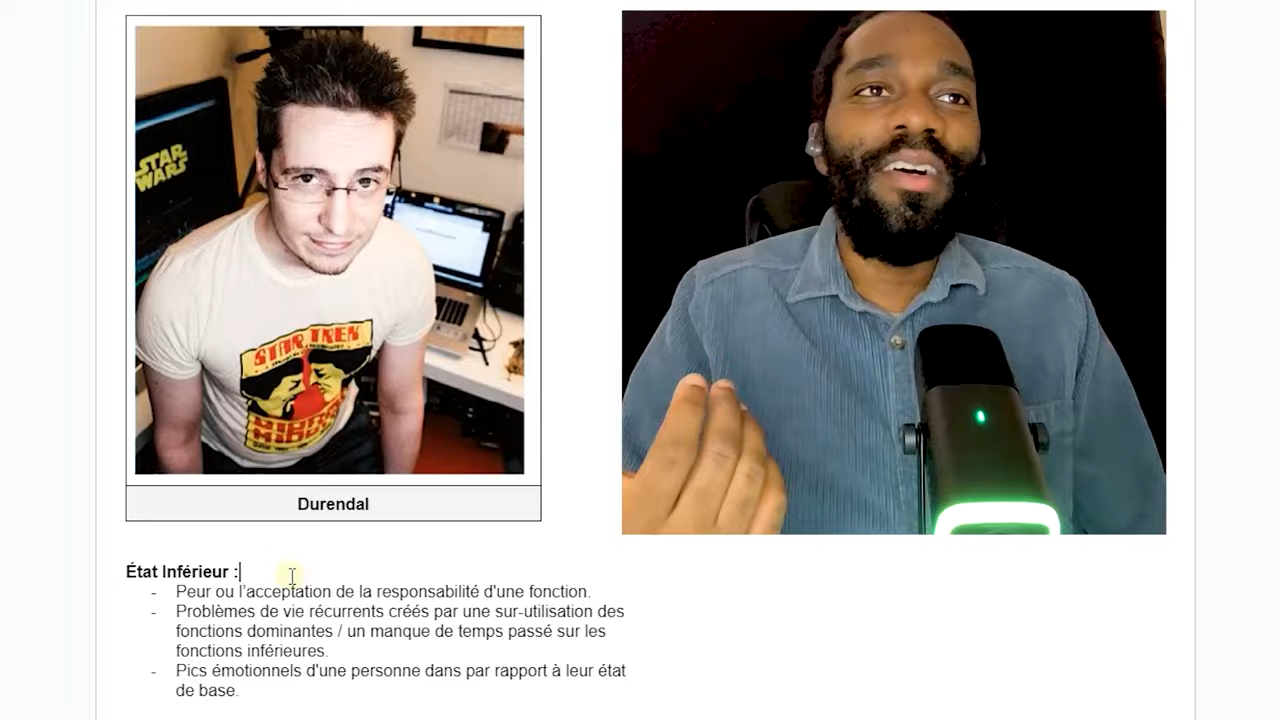 STAR
WARS
STAR TREK
Durendal
État Inférieur :
- Peur ou l’acceptation de la responsabilité d'une fonction.
- Problèmes de vie récurrents créés par une sur-utilisation des
fonctions dominantes / un manque de temps passé sur les
fonctions inférieures.
- Pics émotionnels d'une personne dans par rapport à leur état
de base.